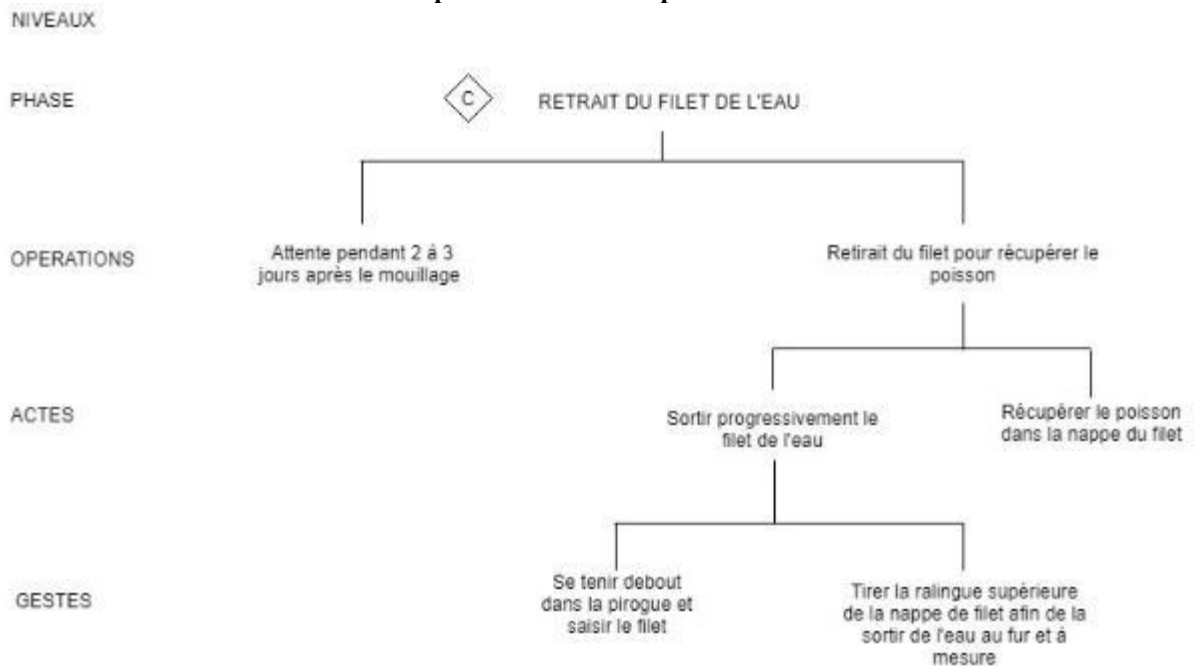 NIVEAUX
PHASE
C
RETRAIT DU FILET DE L'EAU
OPERATIONS
Attente pendant 2 à 3
jours après le mouillage
Retirait du filet pour récupérer le
poisson
ACTES
Sortir progressivement le
filet de l'eau
Récupérer le poisson
dans la nappe du filet
GESTES
Se tenir debout
dans la pirogue et
saisir le filet
Tirer la ralingue supérieure
de la nappe de filet afin de la
sortir de l'eau au fur et à
mesure